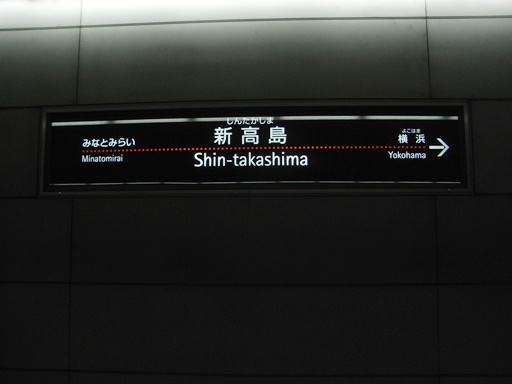 しんたかしま
新高島
Shin-takashima
みなとみらい
Minatomirai
よこはま
横浜
Yokohama